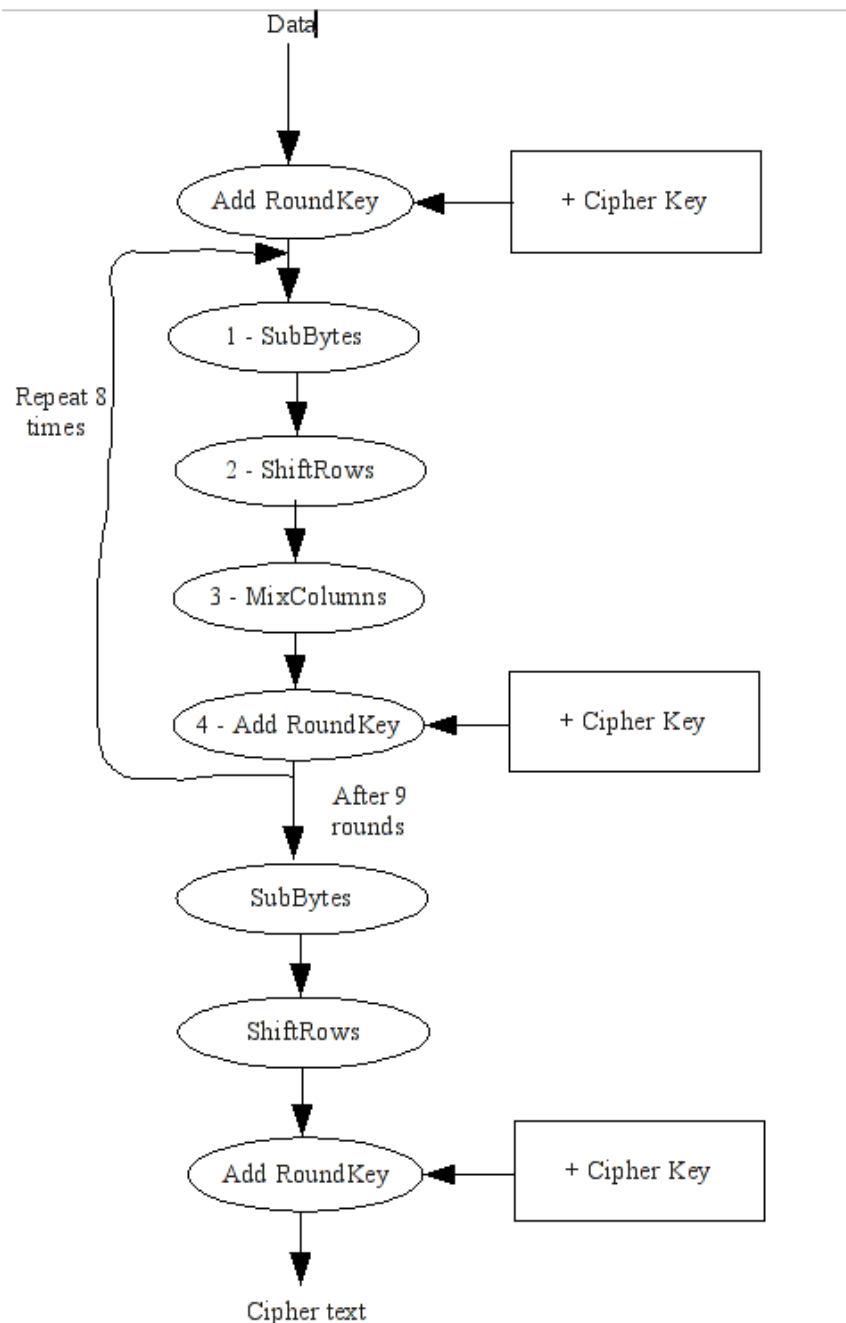 Data
Add RoundKey
+ Cipher Key
1 - SubBytes
Repeat 8
times
2 - ShiftRows
3 - MixColumns
4 - Add RoundKey
+ Cipher Key
After 9
rounds
SubBytes
ShiftRows
Add RoundKey
+ Cipher Key
Cipher text